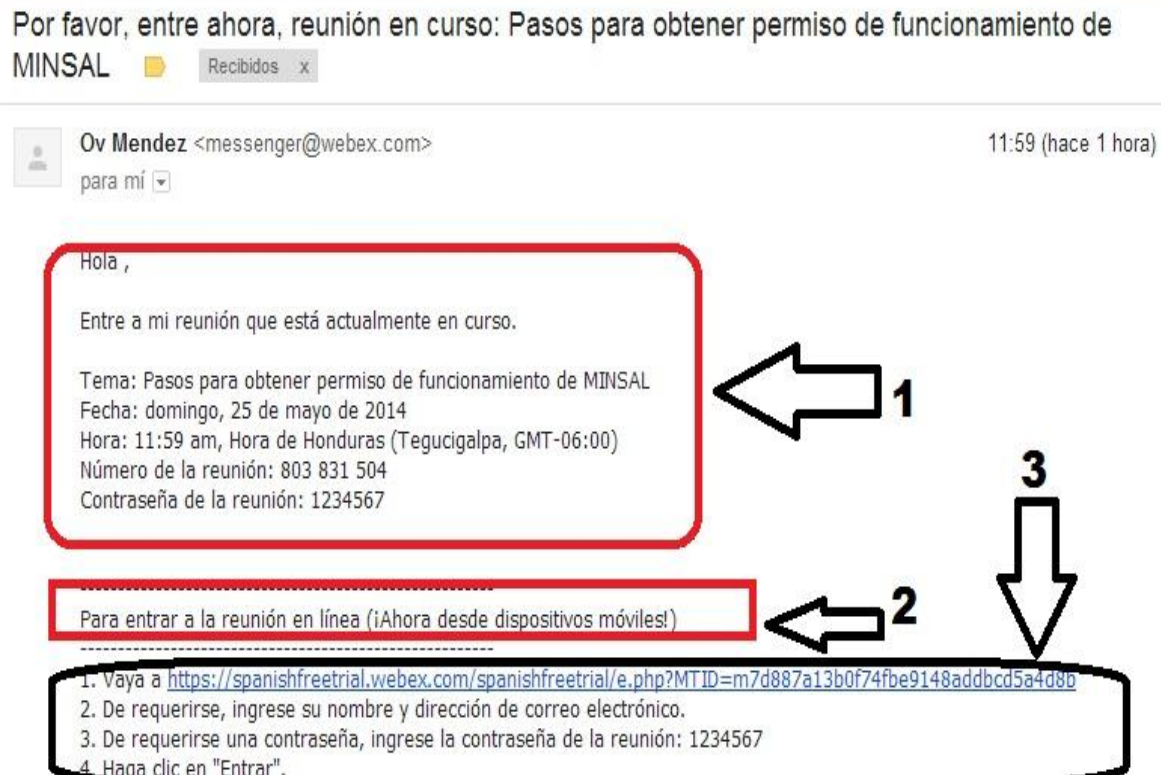 Por favor, entre ahora, reunión en curso: Pasos para obtener permiso de funcionamiento de
MINSAL Recibidos x
Ov Mendez <messenger@webex.com> 11:59 (hace 1 hora)
para mí
Hola ,
Entre a mi reunión que está actualmente en curso.
Tema: Pasos para obtener permiso de funcionamiento de MINSAL
Fecha: domingo, 25 de mayo de 2014
Hora: 11:59 am, Hora de Honduras (Tegucigalpa, GMT-06:00)
Número de la reunión: 803 831 504
Contraseña de la reunión: 1234567
1
3
-------------------------------------------------------
Para entrar a la reunión en línea (¡Ahora desde dispositivos móviles!)
2
-------------------------------------------------------
1. Vaya a https://spanishfreetrial.webex.com/spanishfreetrial/e.php?MTID=m7d887a13b0f74fbe9148addbcd5a4d8b
2. De requerirse, ingrese su nombre y dirección de correo electrónico.
3. De requerirse una contraseña, ingrese la contraseña de la reunión: 1234567
4. Haga clic en "Entrar".